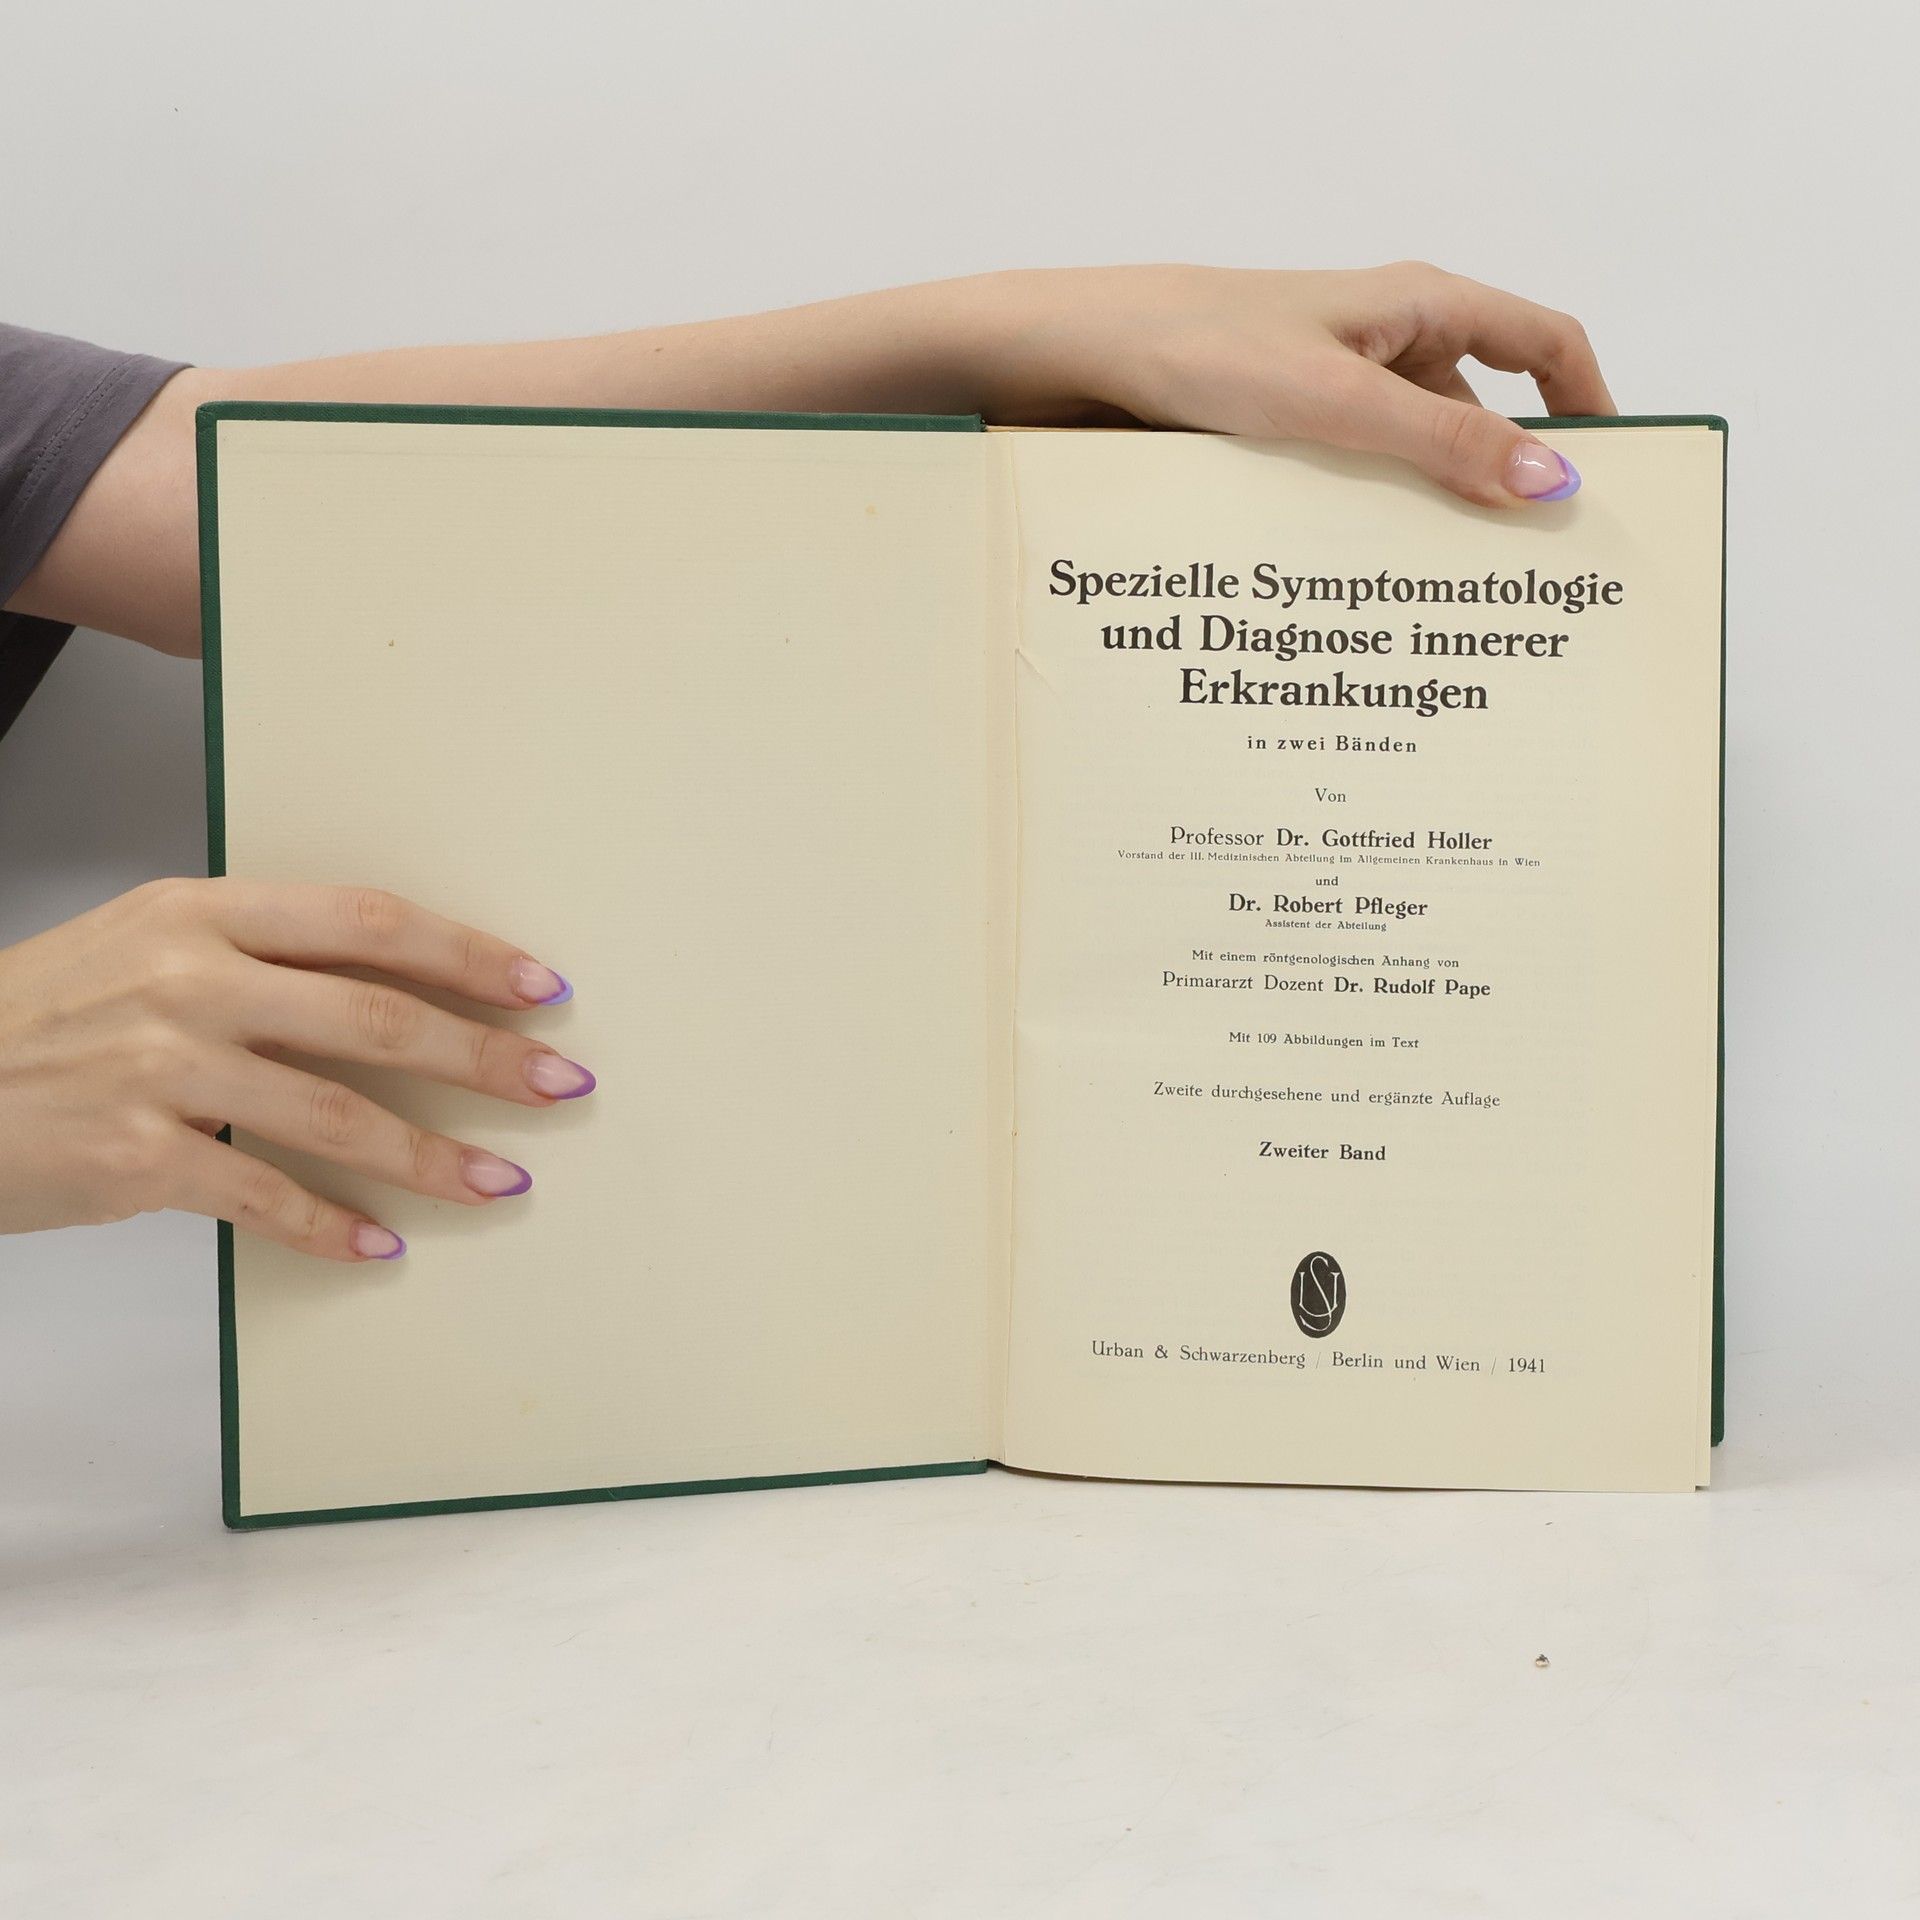 Spezielle Symptomatologie
und Diagnose innerer
Erkrankungen
in zwei Bänden
Von
Professor Dr. Gottfried Holler
Vorstand der III. Medizinischen Abteilung im Allgemeinen Krankenhaus in Wien
und
Dr. Robert Pfleger
Assistent der Abteilung
Mit einem röntgenologischen Anhang von
Primararzt Dozent Dr. Rudolf Pape
Mit 109 Abbildungen im Text
Zweite durchgesehene und ergänzte Auflage
Zweiter Band
US
Urban & Schwarzenberg / Berlin und Wien / 1941